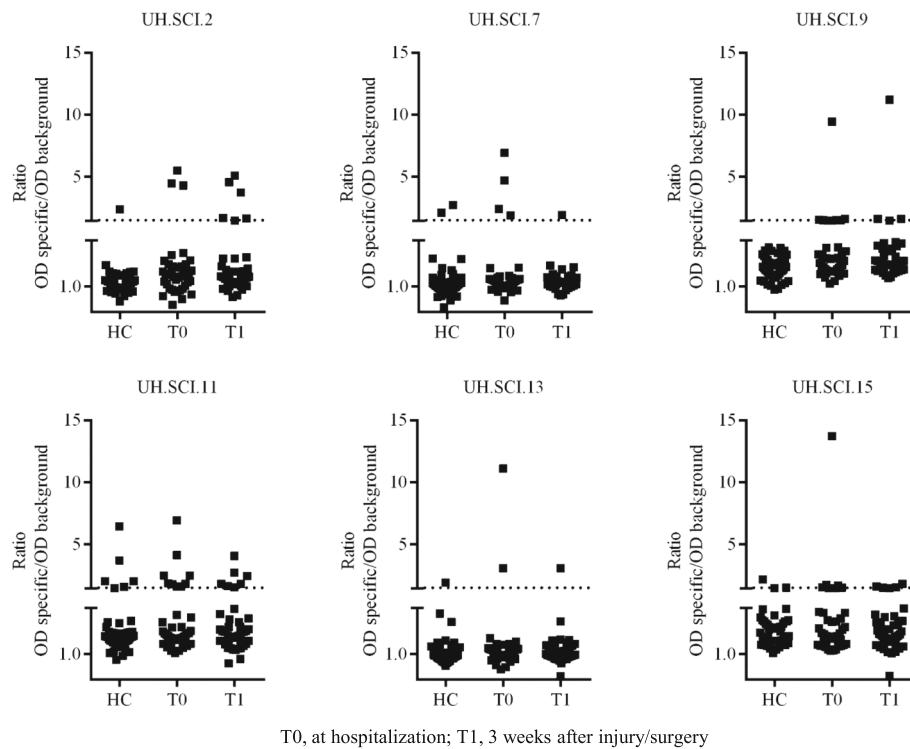 UH.SCI.2
15
10
5
1.0
Ratio
OD specific/OD background
HC T0 T1
UH.SCI.7
15
10
5
1.0
Ratio
OD specific/OD background
HC T0 T1
UH.SCI.9
15
10
5
1.0
Ratio
OD specific/OD background
HC T0 T1
UH.SCI.11
15
10
5
1.0
Ratio
OD specific/OD background
HC T0 T1
UH.SCI.13
15
10
5
1.0
Ratio
OD specific/OD background
HC T0 T1
UH.SCI.15
15
10
5
1.0
Ratio
OD specific/OD background
HC T0 T1
T0, at hospitalization; T1, 3 weeks after injury/surgery